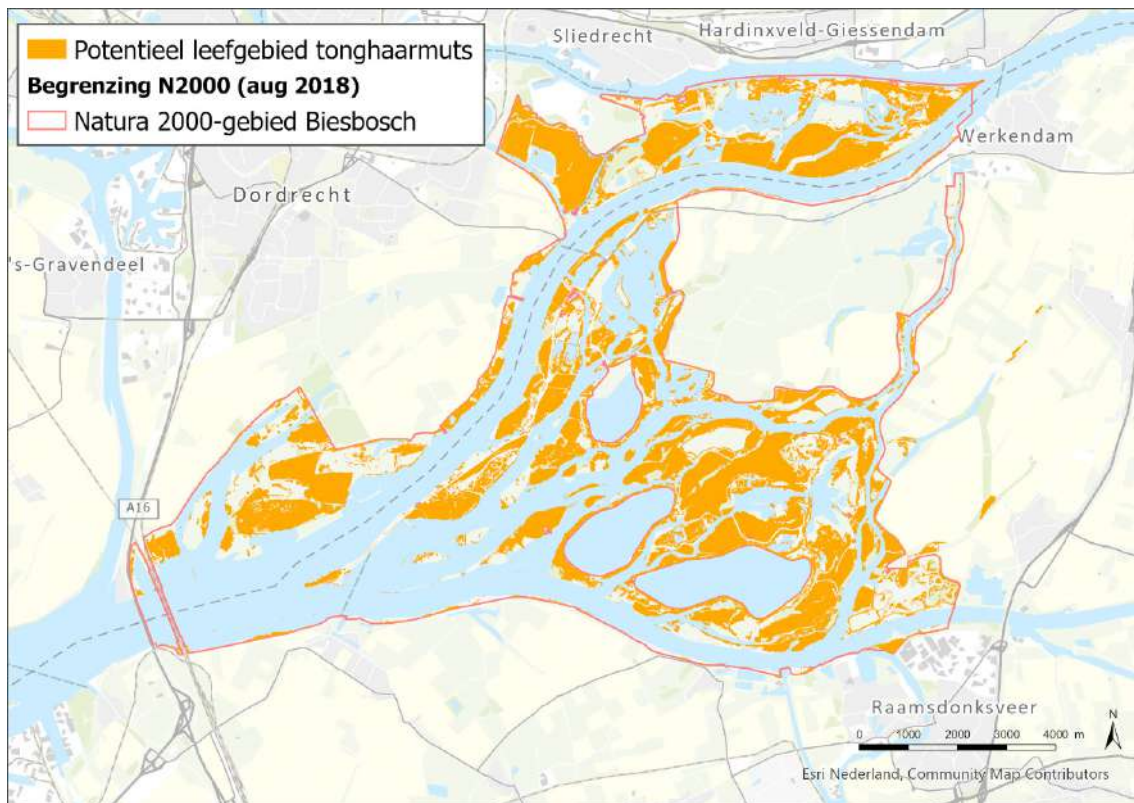 Potentieel leefgebied tonghaarmuts
Begrenzing N2000 (aug 2018)
Natura 2000-gebied Biesbosch
Sliedrecht
Hardinxveld-Giessendam
Werkendam
Dordrecht
's-Gravendeel
A16
Raamsdonksveer
N
0 1000 2000 3000 4000 m
Esri Nederland, Community Map Contributors